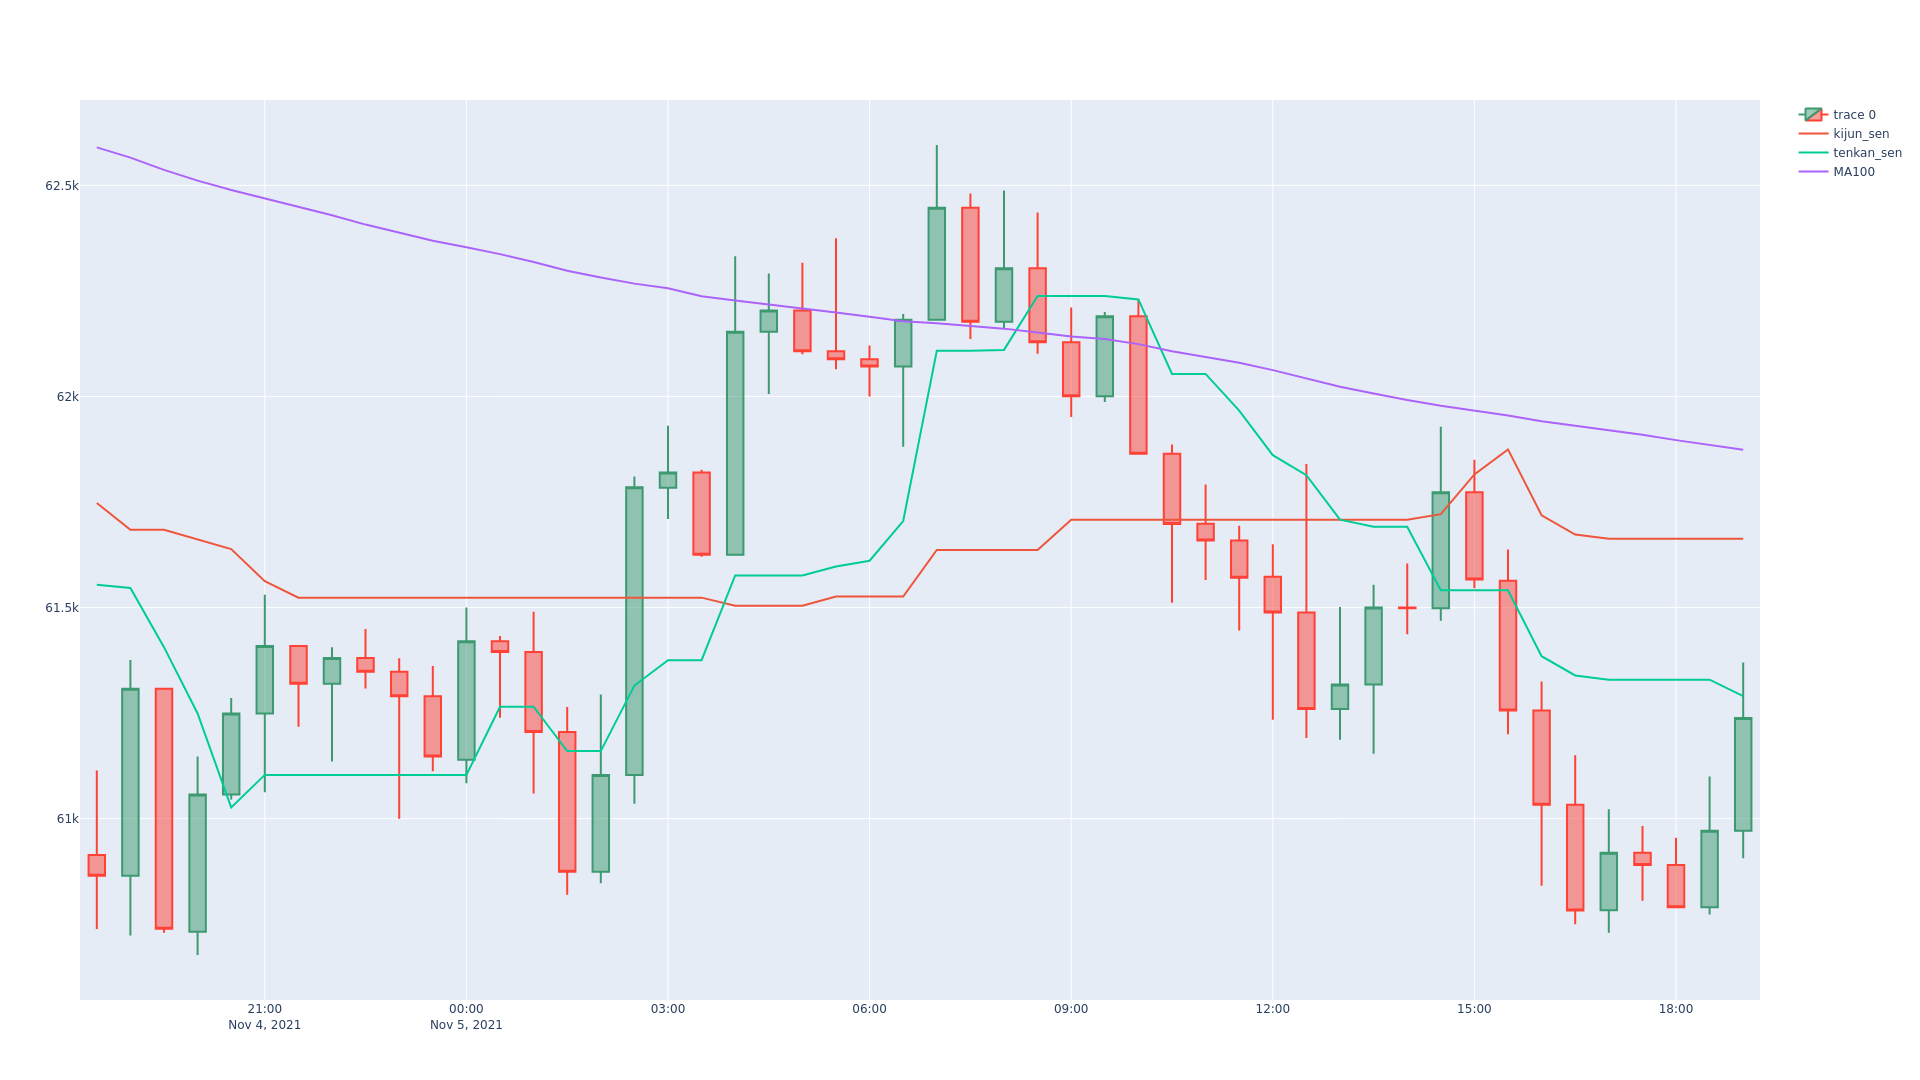 trace 0
kijun_sen
tenkan_sen
MA100
62.5k
62k
61.5k
61k
21:00
Nov 4, 2021
00:00
Nov 5, 2021
03:00
06:00
09:00
12:00
15:00
18:00